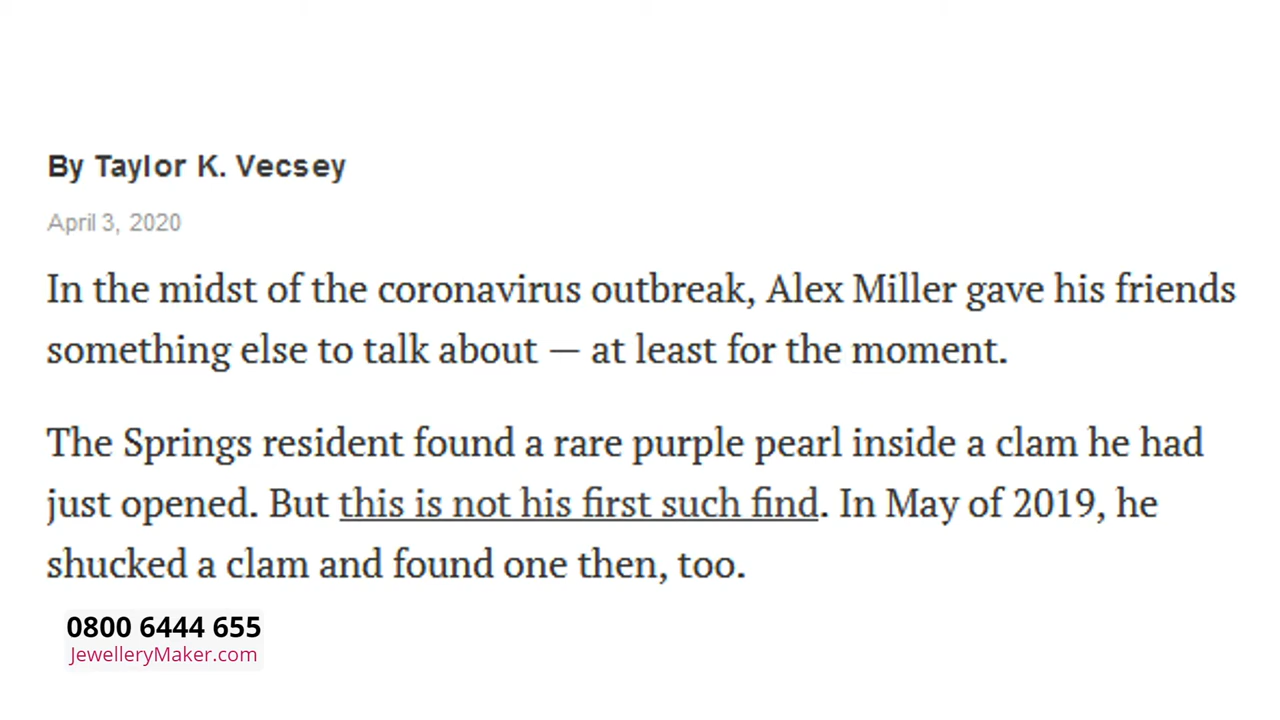 By Taylor K. Vecsey
April 3, 2020
In the midst of the coronavirus outbreak, Alex Miller gave his friends
something else to talk about — at least for the moment.
The Springs resident found a rare purple pearl inside a clam he had
just opened. But this is not his first such find. In May of 2019, he
shucked a clam and found one then, too.
0800 6444 655
JewelleryMaker.com